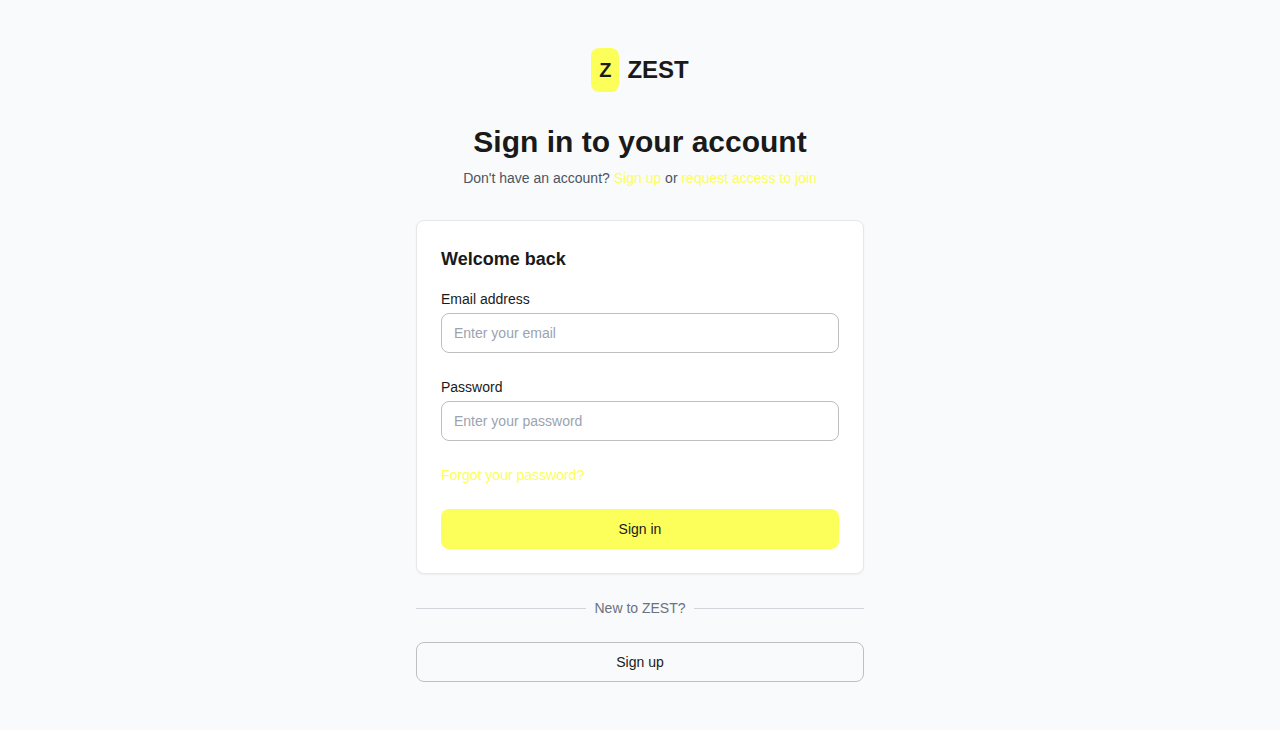 Z ZEST
Sign in to your account
Don't have an account? Sign up or request access to join
Welcome back
Email address
Enter your email
Password
Enter your password
Forgot your password?
Sign in
New to ZEST?
Sign up